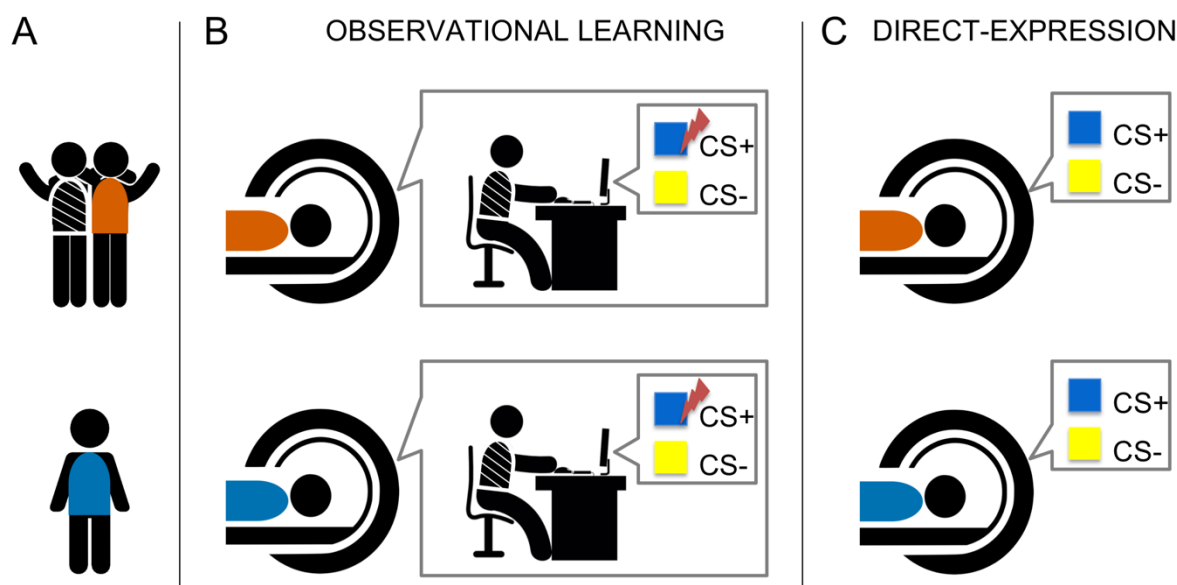 A
B OBSERVATIONAL LEARNING
C DIRECT-EXPRESSION
CS+
CS-
CS+
CS-
CS+
CS-
CS+
CS-